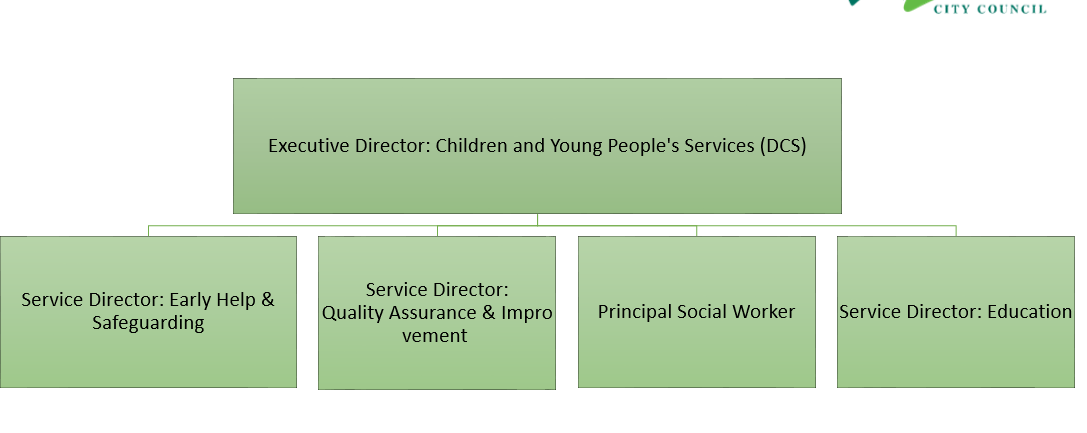 CITY COUNCIL
Executive Director: Children and Young People's Services (DCS)
Service Director: Early Help &
Safeguarding
Service Director:
Quality Assurance & Impro
vement
Principal Social Worker
Service Director: Education